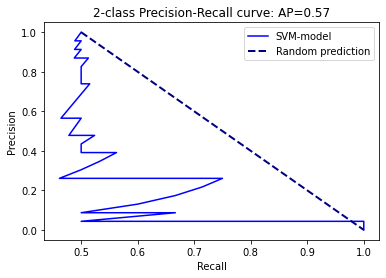 2-class Precision-Recall curve: AP=0.57
SVM-model
Random prediction
Precision
1.0
0.8
0.6
0.4
0.2
0.0
0.5
0.6
0.7
0.8
0.9
1.0
Recall